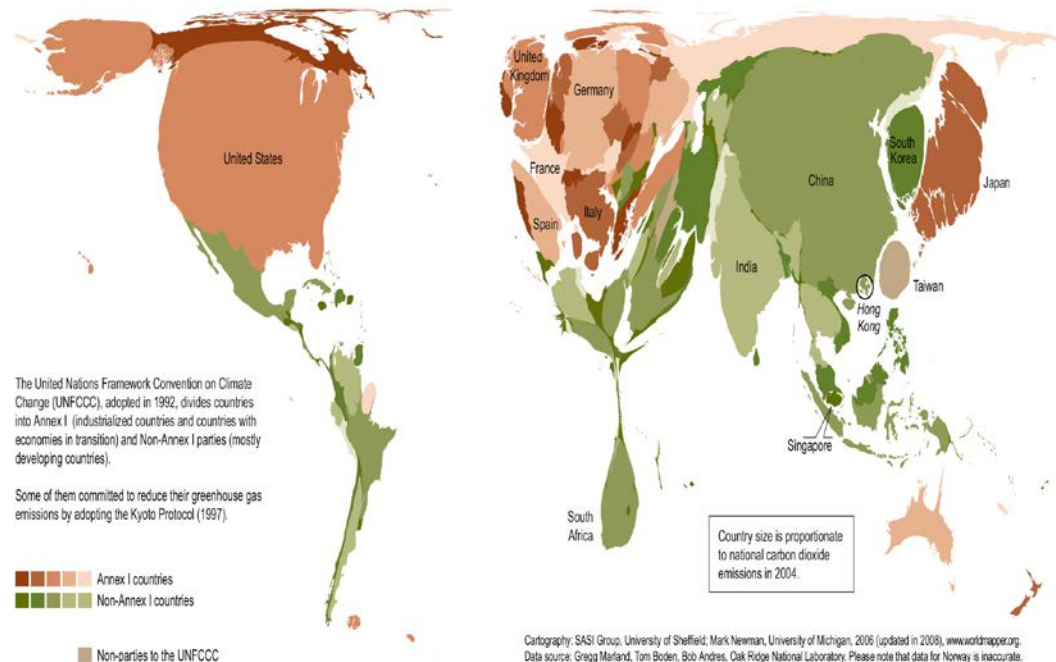 United States
United
Kingdom
Germany
France
Spain
Italy
China
South
Korea
Japan
India
Taiwan
Hong
Kong
Singapore
South
Africa
The United Nations Framework Convention on Climate
Change (UNFCCC), adopted in 1992, divides countries
into Annex I (industrialized countries and countries with
economies in transition) and Non-Annex I parties (mostly
developing countries).
Some of them committed to reduce their greenhouse gas
emissions by adopting the Kyoto Protocol (1997).
Annex I countries
Non-Annex I countries
Non-parties to the UNFCCC
Country size is proportionate
to national carbon dioxide
emissions in 2004.
Cartography: SASI Group, University of Sheffield; Mark Newman, University of Michigan, 2006 (updated in 2008), www.worldmapper.org.
Data source: Gregg Marland, Tom Boden, Bob Andres, Oak Ridge National Laboratory. Please note that data for Norway is inaccurate.